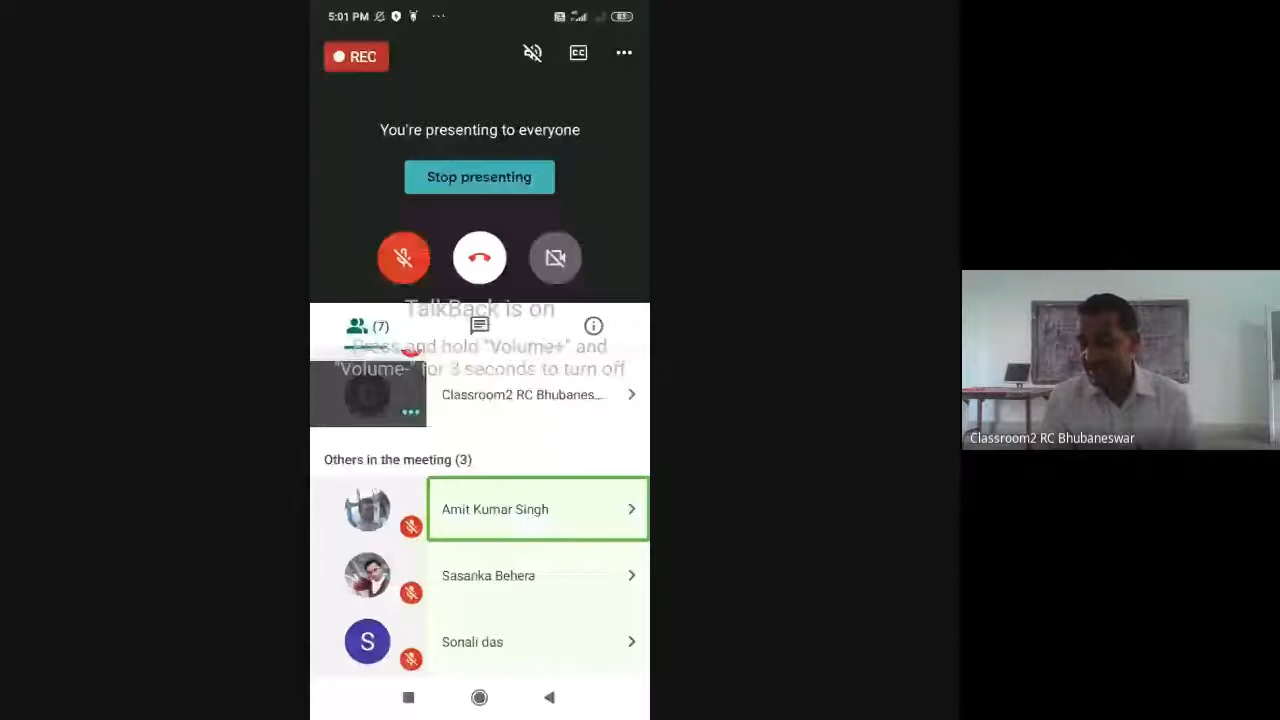 5:01 PM
83
REC
CC
You're presenting to everyone
Stop presenting
TalkBack is on
(7)
Press and hold "Volume+" and
"Volume-" for 3 seconds to turn off
Classroom2 RC Bhubanes...
Others in the meeting (3)
Amit Kumar Singh
Sasanka Behera
S
Sonali das
Classroom2 RC Bhubaneswar